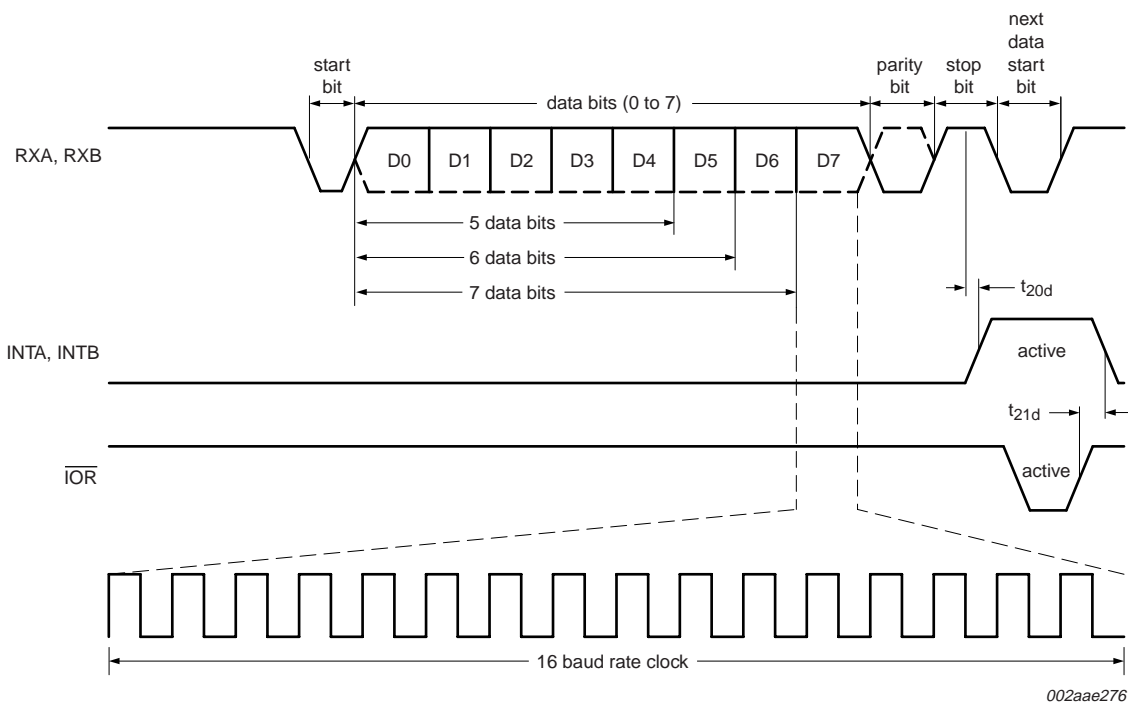 next
data
start
bit
start
bit
parity
bit
stop
bit
data bits (0 to 7)
RXA, RXB
D0 D1 D2 D3 D4 D5 D6 D7
5 data bits
6 data bits
7 data bits
t20d
INTA, INTB
active
t21d
IOR
active
16 baud rate clock
002aae276